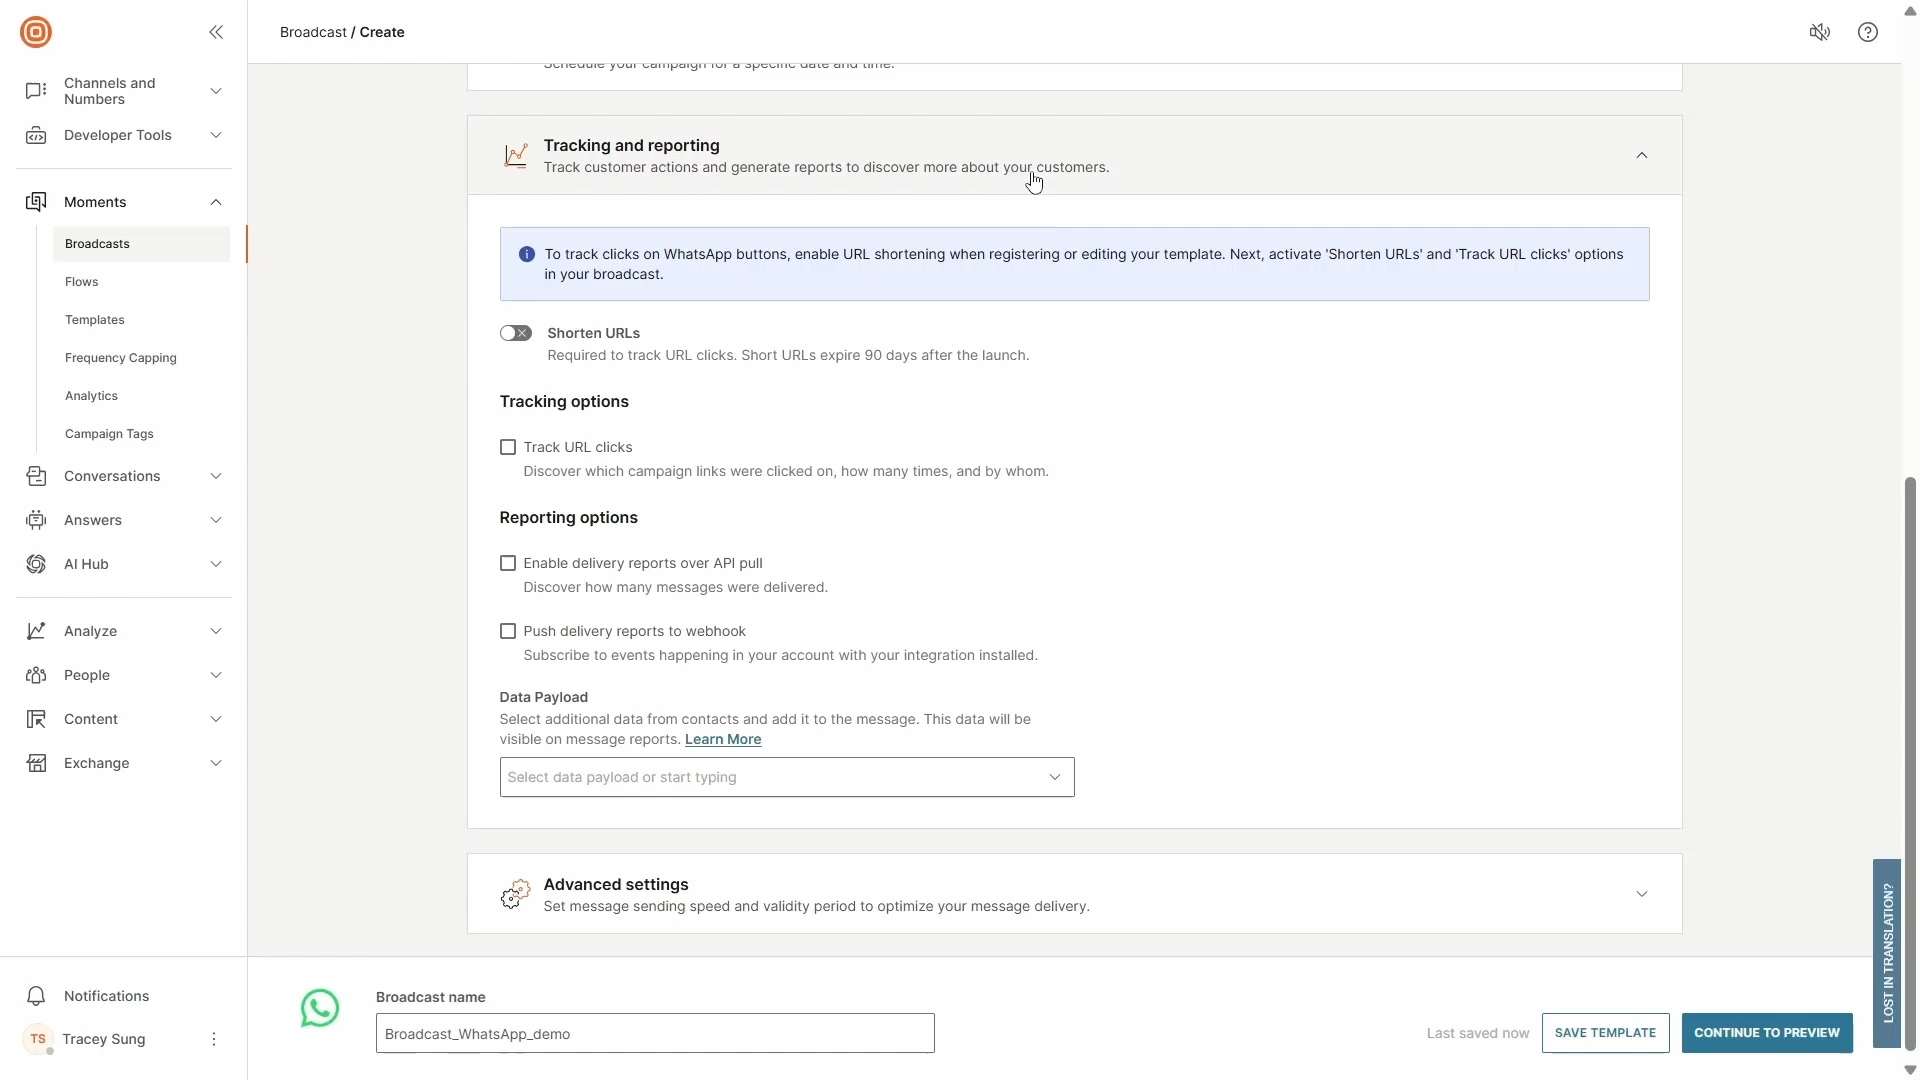 Broadcast / Create
Channels and
Numbers
Developer Tools
Moments
Broadcasts
Flows
Templates
Frequency Capping
Analytics
Campaign Tags
Conversations
Answers
AI Hub
Analyze
People
Content
Exchange
Notifications
TS Tracey Sung
Schedule your campaign for a specific date and time.
Tracking and reporting
Track customer actions and generate reports to discover more about your customers.
To track clicks on WhatsApp buttons, enable URL shortening when registering or editing your template. Next, activate 'Shorten URLs' and 'Track URL clicks' options
in your broadcast.
Shorten URLs
Required to track URL clicks. Short URLs expire 90 days after the launch.
Tracking options
Track URL clicks
Discover which campaign links were clicked on, how many times, and by whom.
Reporting options
Enable delivery reports over API pull
Discover how many messages were delivered.
Push delivery reports to webhook
Subscribe to events happening in your account with your integration installed.
Data Payload
Select additional data from contacts and add it to the message. This data will be
visible on message reports. Learn More
Select data payload or start typing
Advanced settings
Set message sending speed and validity period to optimize your message delivery.
Broadcast name
Broadcast_WhatsApp_demo
Last saved now
SAVE TEMPLATE
CONTINUE TO PREVIEW
LOST IN TRANSLATION?